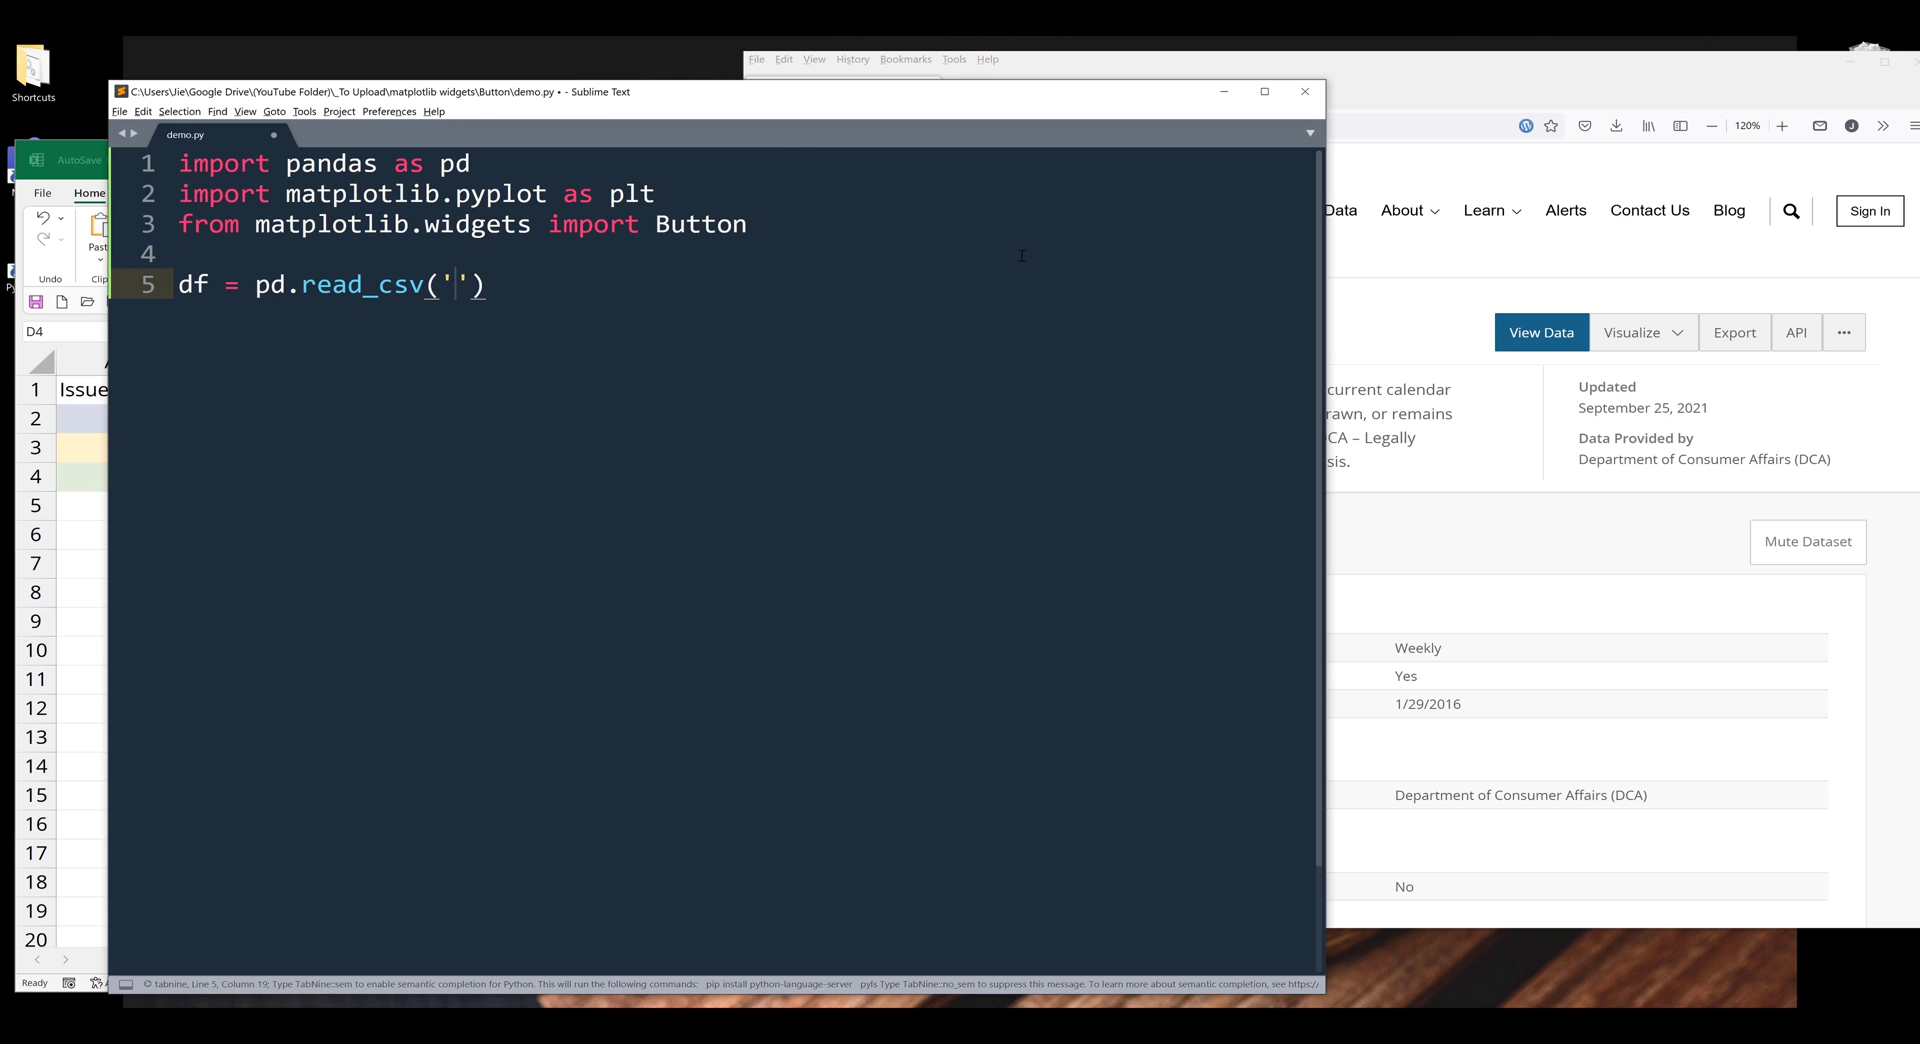 Shortcuts
File Edit View History Bookmarks Tools Help
C:\Users\Jie\Google Drive\(YouTube Folder)\_To Upload\matplotlib widgets\Button\demo.py • - Sublime Text
File Edit Selection Find View Goto Tools Project Preferences Help
demo.py
1 import pandas as pd
2 import matplotlib.pyplot as plt
3 from matplotlib.widgets import Button
4
5 df = pd.read_csv('')
tabnine, Line 5, Column 19; Type TabNine::sem to enable semantic completion for Python. This will run the following commands: pip install python-language-server pyls Type TabNine::no_sem to suppress this message. To learn more about semantic completion, see https://
AutoSave
File Home
Undo
D4
1 Issue
2
3
4
5
6
7
8
9
10
11
12
13
14
15
16
17
18
19
20
Ready
120%
J
Data About Learn Alerts Contact Us Blog Sign In
View Data Visualize Export API
current calendar
or remains
– Legally
Updated
September 25, 2021
Data Provided by
Department of Consumer Affairs (DCA)
Mute Dataset
Weekly
Yes
1/29/2016
Department of Consumer Affairs (DCA)
No